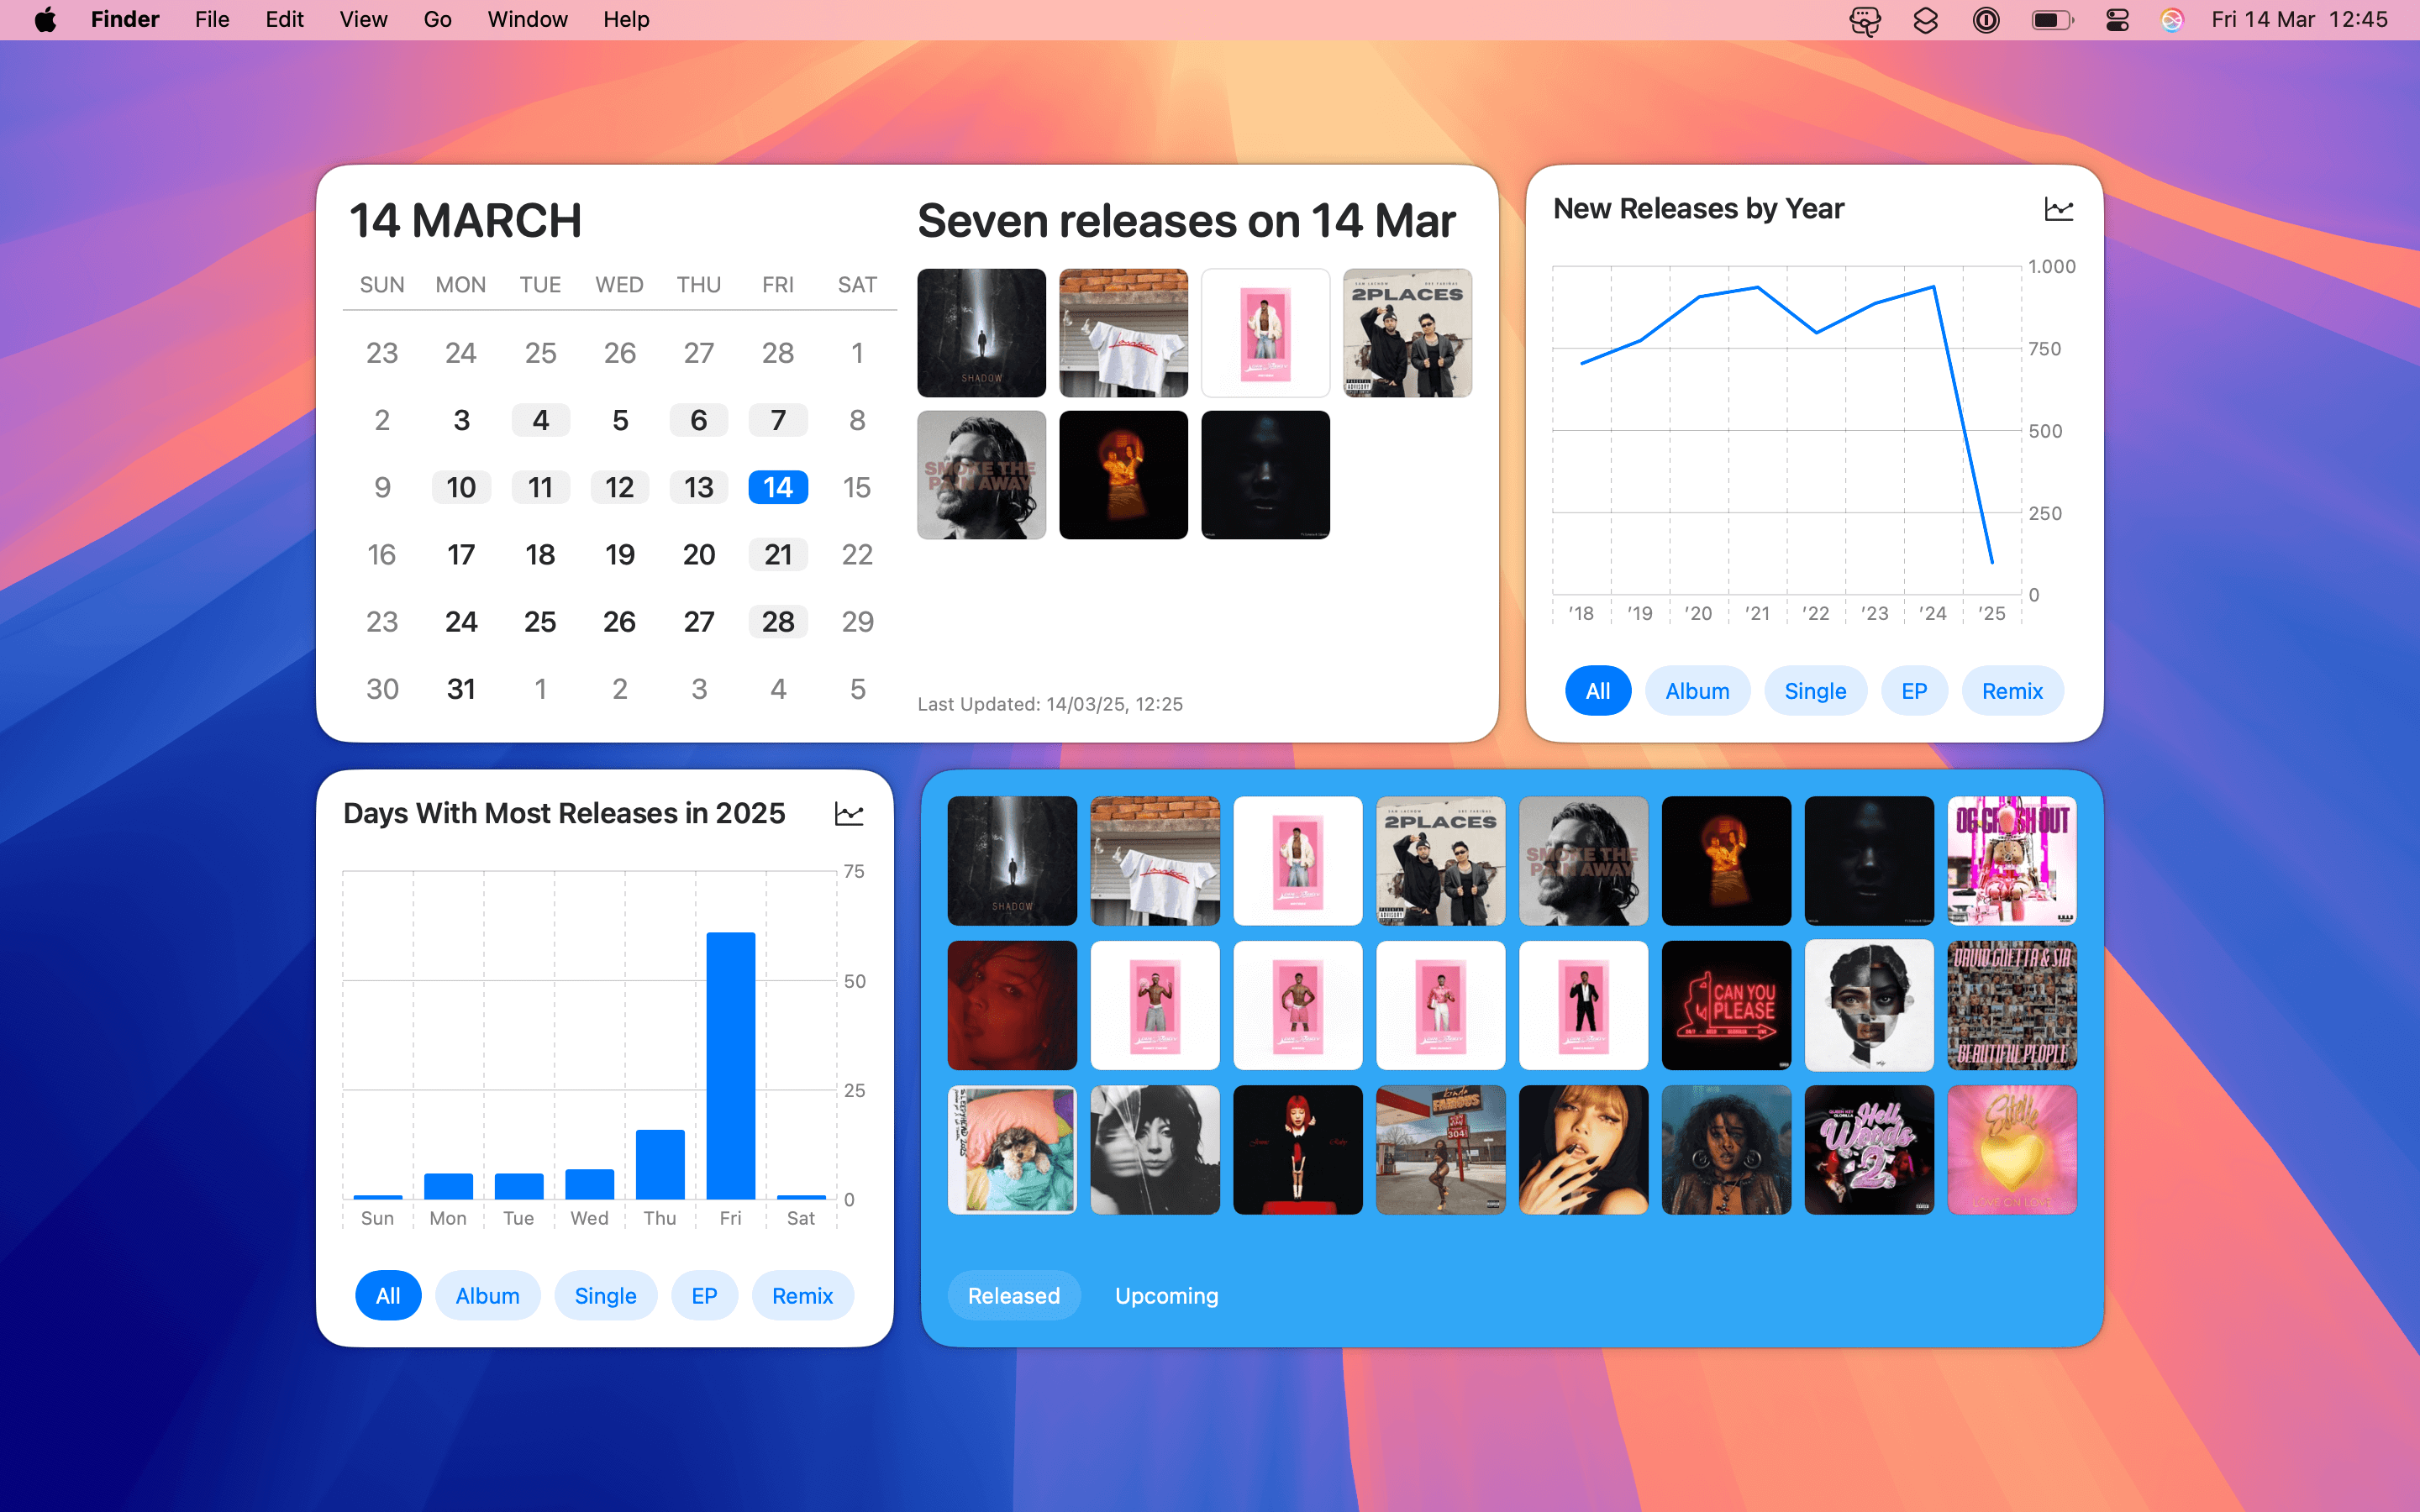 Finder File Edit View Go Window Help
Fri 14 Mar 12:45
14 MARCH
SUN MON TUE WED THU FRI SAT
23 24 25 26 27 28 1
2 3 4 5 6 7 8
9 10 11 12 13 14 15
16 17 18 19 20 21 22
23 24 25 26 27 28 29
30 31 1 2 3 4 5
Seven releases on 14 Mar
SHADOW
2PLACES
SMOKE THE
PAIN AWAY
Last Updated: 14/03/25, 12:25
New Releases by Year
1.000
750
500
250
0
'18 '19 '20 '21 '22 '23 '24 '25
All Album Single EP Remix
Days With Most Releases in 2025
75
50
25
0
Sun Mon Tue Wed Thu Fri Sat
All Album Single EP Remix
SHADOW
2PLACES
SMOKE THE
PAIN AWAY
OG CRASH OUT
CAN YOU
PLEASE
DAVID GUETTA & SIA
BEAUTIFUL PEOPLE
SLEEPYHEAD 2025
FAMOUS
304
Hell
Woods
2
Estelle
LOVE ON LOVE
Released Upcoming